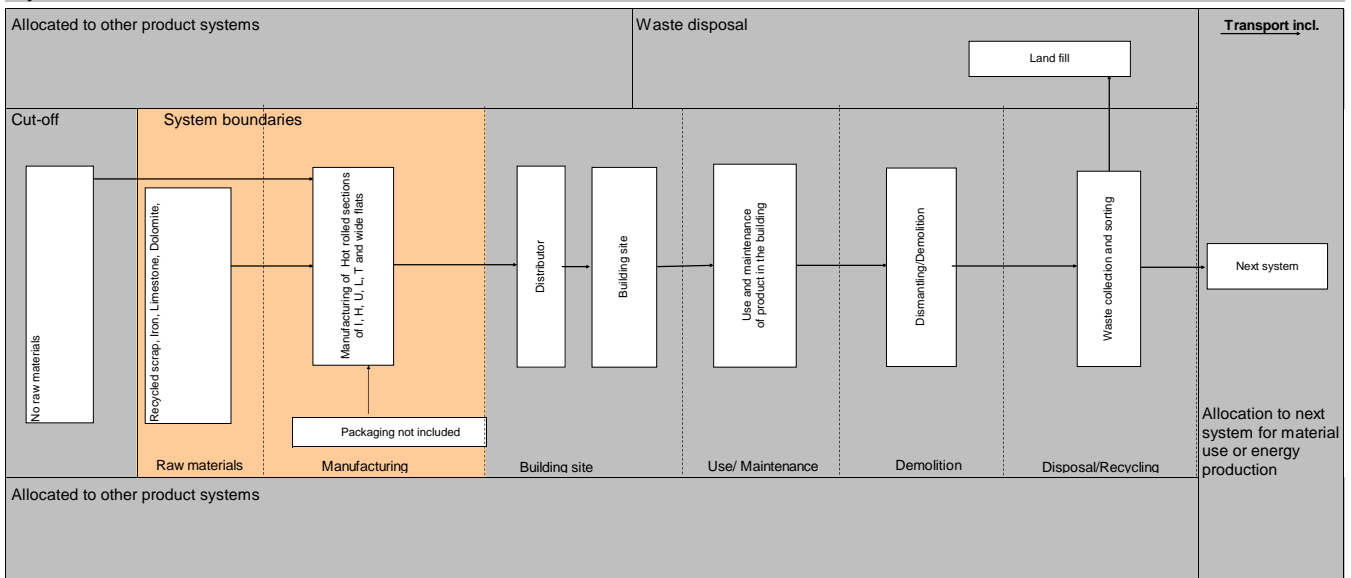 Allocated to other product systems
Waste disposal
Transport incl.
Land fill
Cut-off
System boundaries
No raw materials
Recycled scrap, Iron, Limestone, Dolomite,
Manufacturing of Hot rolled sections
of I, H, U, L, T and wide flats
Distributor
Building site
Use and maintenance
of product in the building
Dismantling/Demolition
Waste collection and sorting
Next system
Packaging not included
Allocation to next
system for material
use or energy
production
Raw materials
Manufacturing
Building site
Use/ Maintenance
Demolition
Disposal/Recycling
Allocated to other product systems